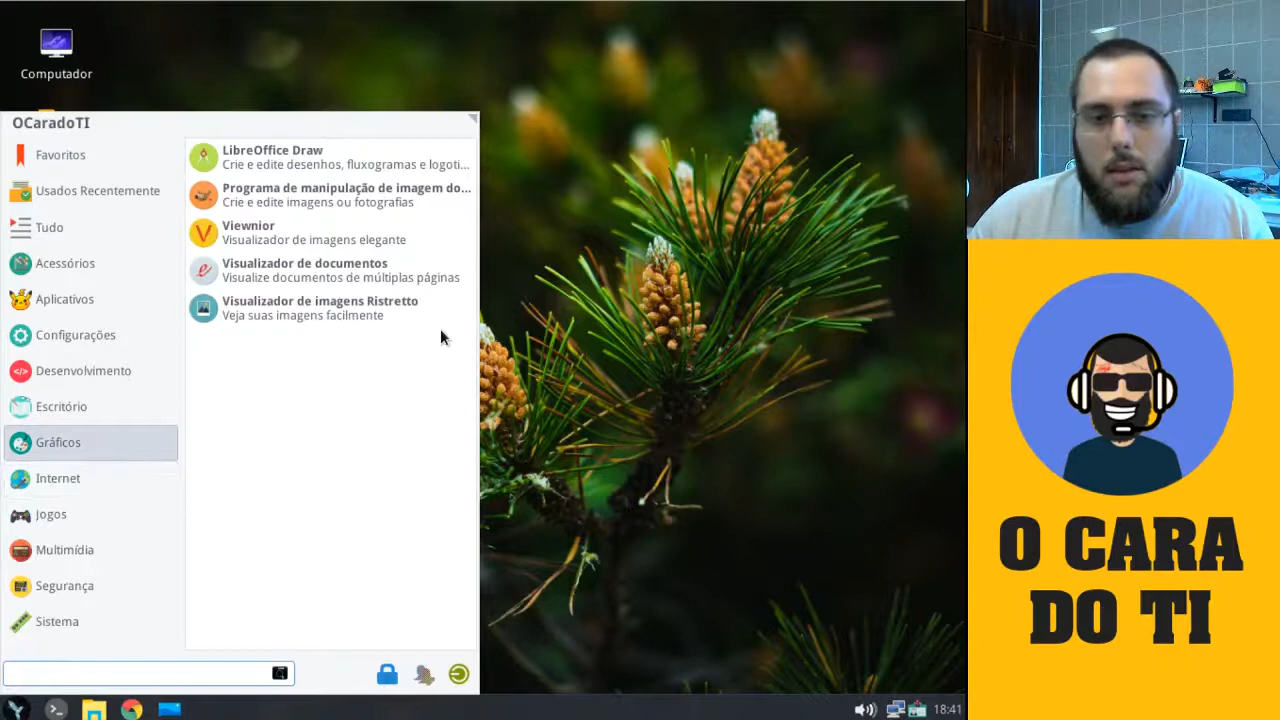 Computador
OCaradoTI
Favoritos
Usados Recentemente
Tudo
Acessórios
Aplicativos
Configurações
Desenvolvimento
Escritório
Gráficos
Internet
Jogos
Multimídia
Segurança
Sistema
LibreOffice Draw
Crie e edite desenhos, fluxogramas e logoti...
Programa de manipulação de imagem do...
Crie e edite imagens ou fotografias
Viewnior
Visualizador de imagens elegante
Visualizador de documentos
Visualize documentos de múltiplas páginas
Visualizador de imagens Ristretto
Veja suas imagens facilmente
18:41
O CARA
DO TI